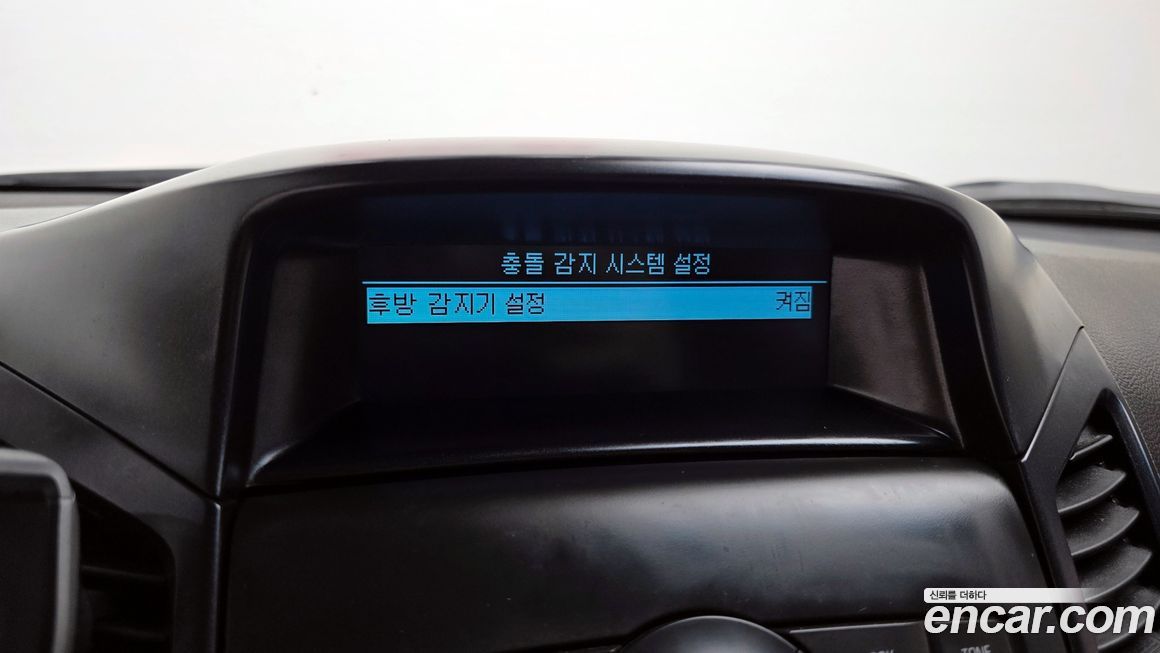 충돌 감지 시스템 설정
후방 감지기 설정 켜짐
신뢰를 더하다
encar.com
ZONE